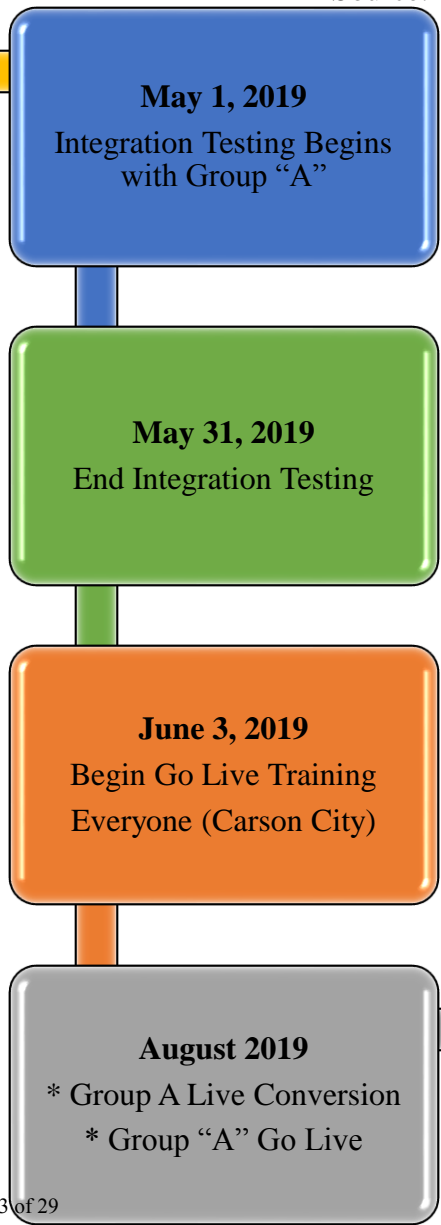 May 1, 2019
Integration Testing Begins
with Group “A”
May 31, 2019
End Integration Testing
June 3, 2019
Begin Go Live Training
Everyone (Carson City)
August 2019
* Group A Live Conversion
* Group “A” Go Live
3 of 29